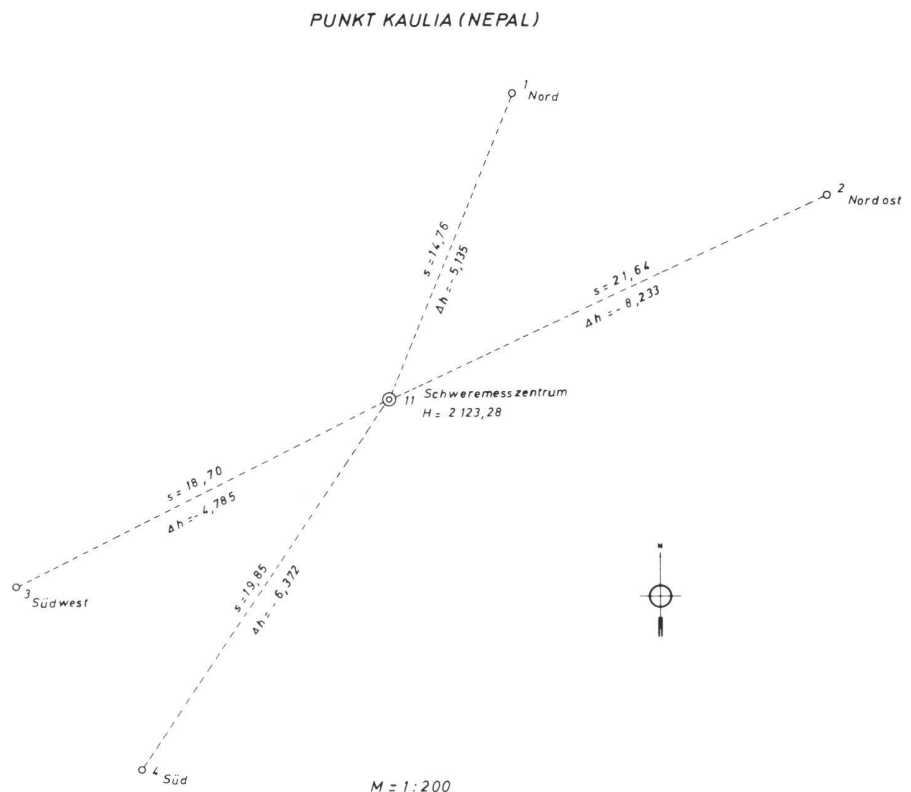 PUNKT KAULIA (NEPAL)
1 Nord
2 Nordost
s = 14,76
Δh = - 5,135
s = 21,64
Δh = - 8,233
11 Schweremesszentrum
H = 2 123,28
s = 18,70
Δh = - 4,785
s = 19,85
Δh = - 6,372
N
3 Südwest
4 Süd
M = 1 : 200